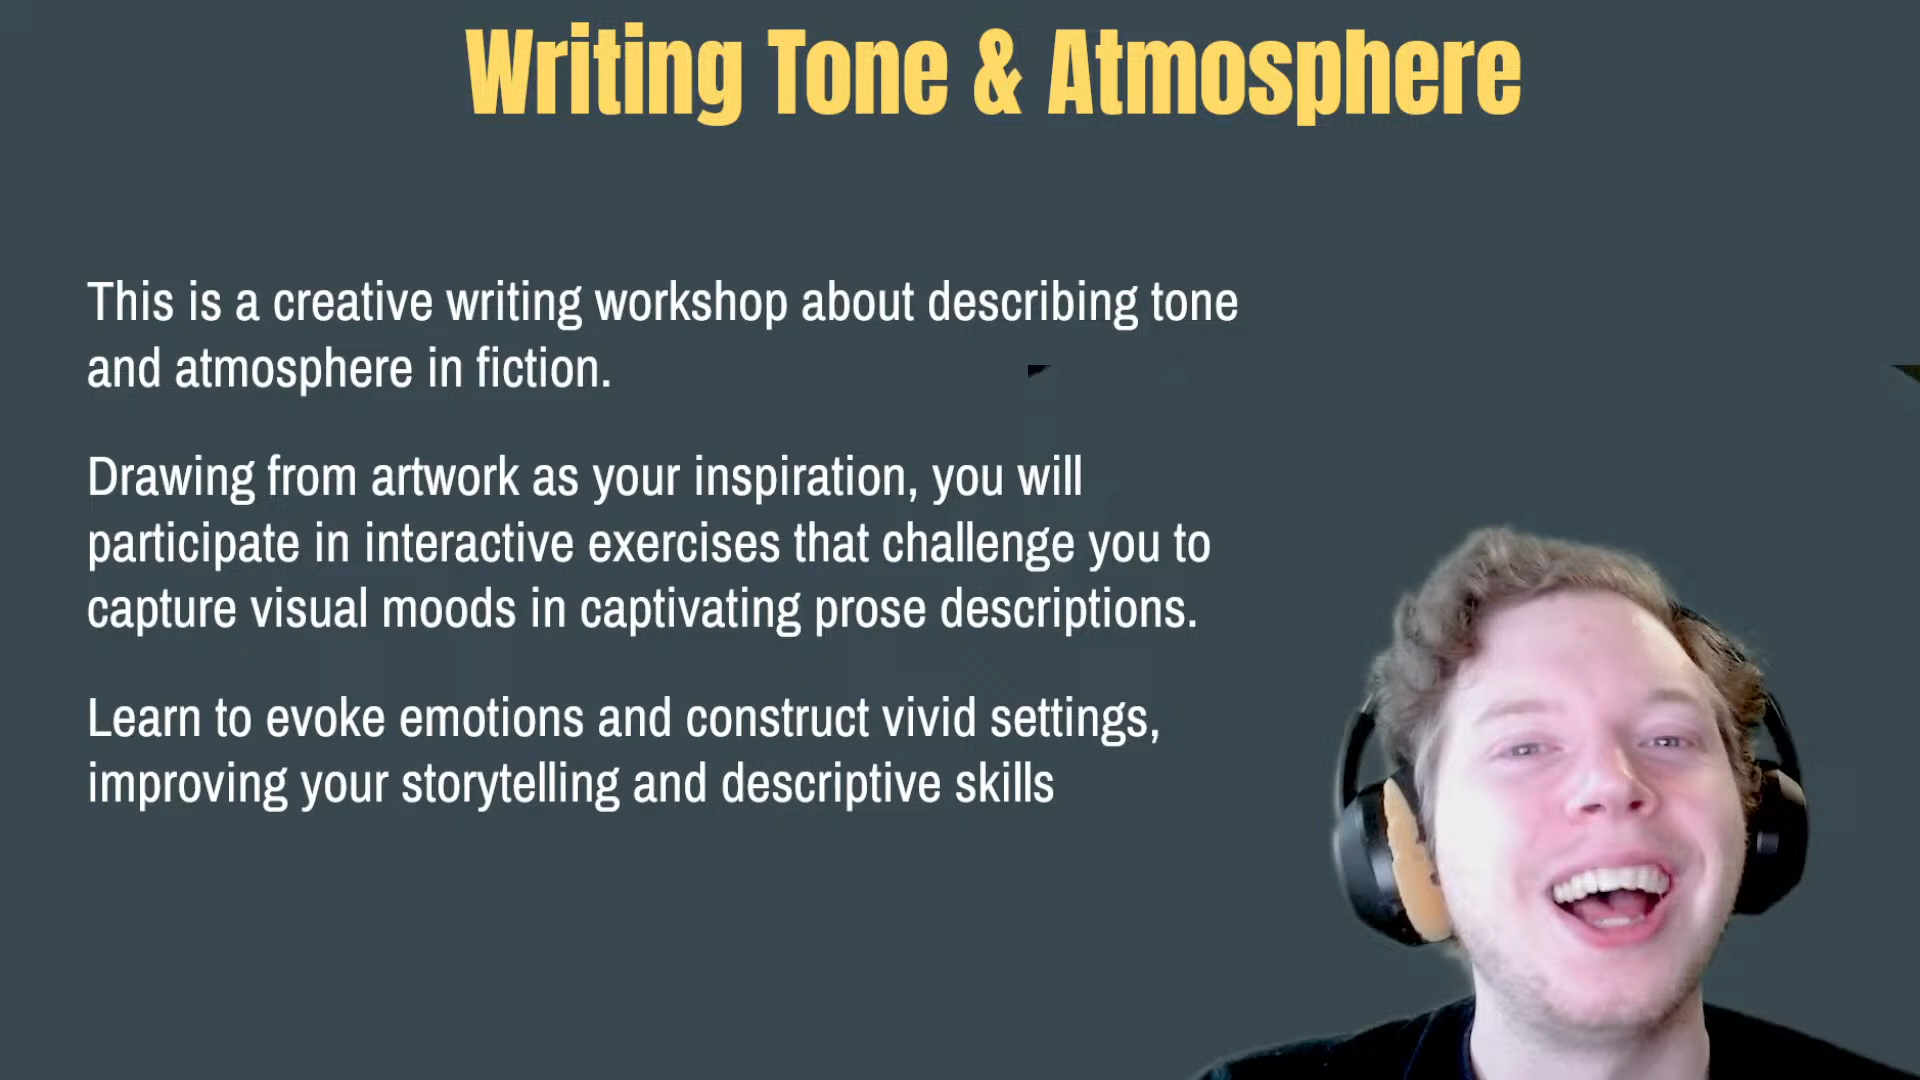 Writing Tone & Atmosphere
This is a creative writing workshop about describing tone
and atmosphere in fiction.
Drawing from artwork as your inspiration, you will
participate in interactive exercises that challenge you to
capture visual moods in captivating prose descriptions.
Learn to evoke emotions and construct vivid settings,
improving your storytelling and descriptive skills